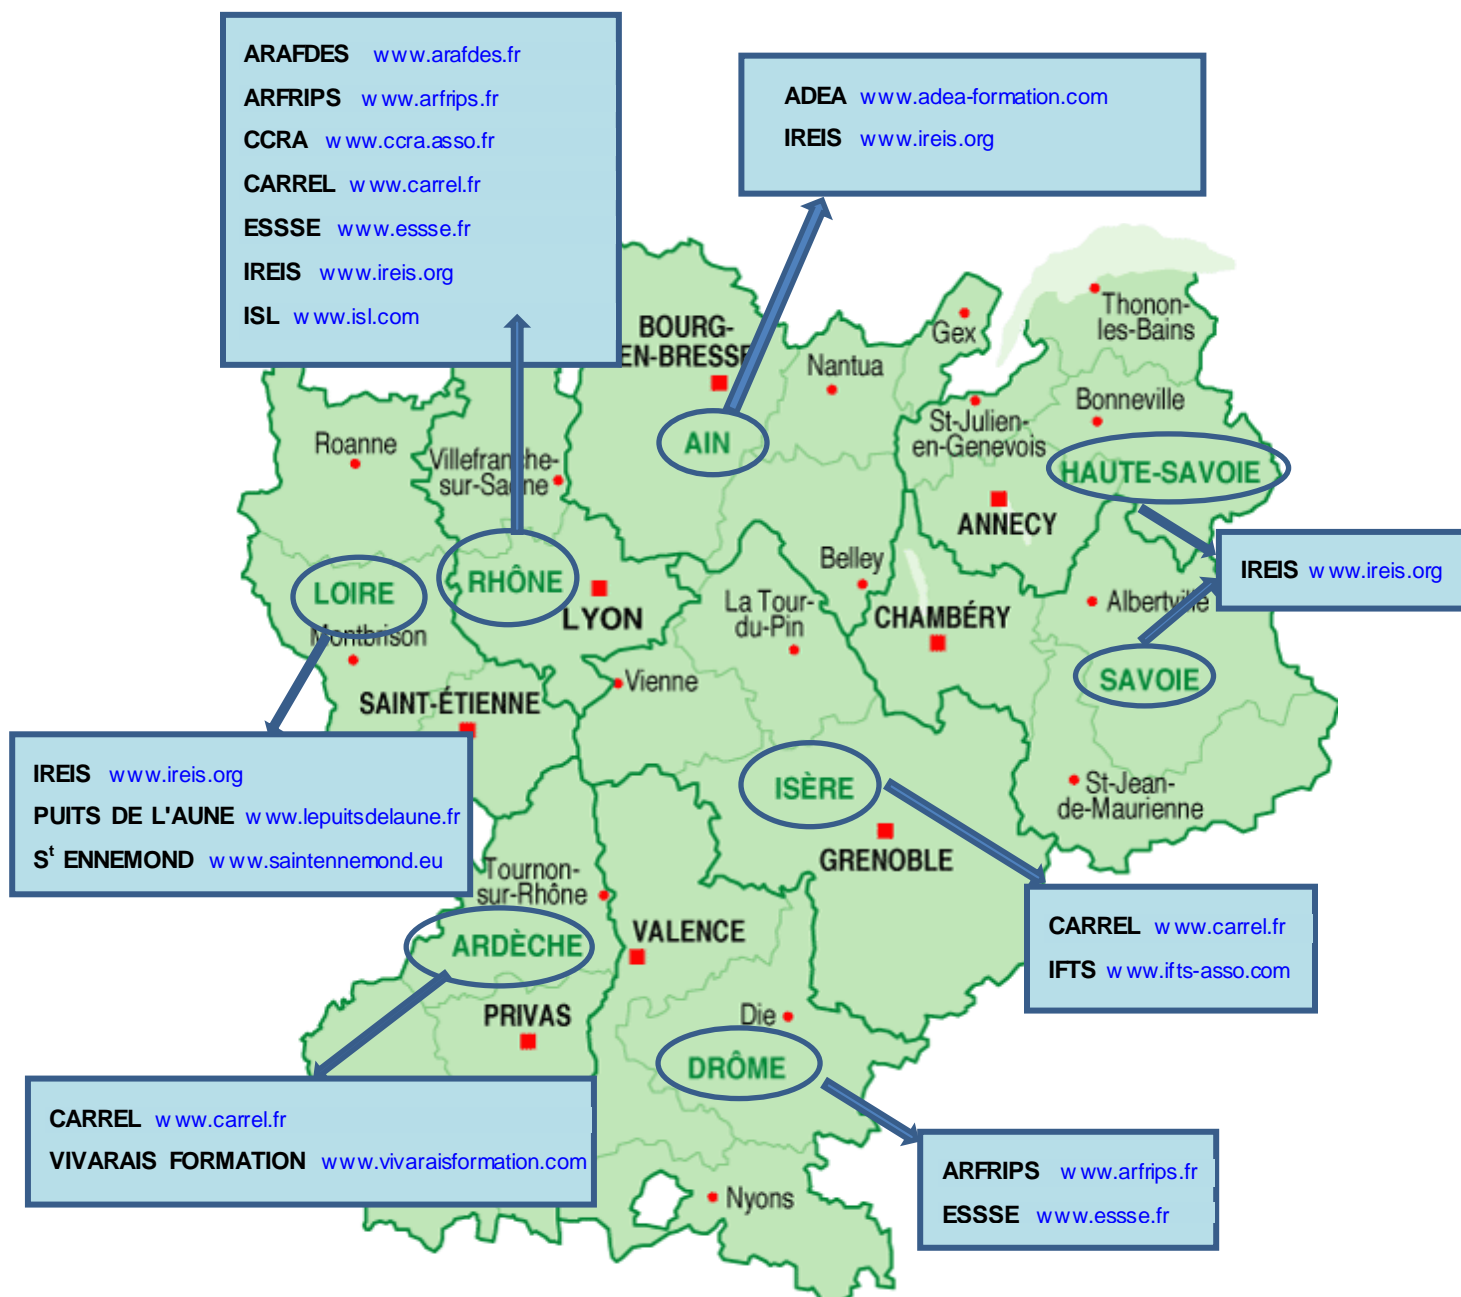 ARAFDES www.arafdes.fr
ARFRIPS www.arfrips.fr
CCRA www.ccra.asso.fr
CARREL www.carrel.fr
ESSSE www.essse.fr
IREIS www.ireis.org
ISL www.isl.com
ADEA www.adea-formation.com
IREIS www.ireis.org
BOURG-
EN-BRESSE
Nantua
Gex
Thonon-
les-Bains
St-Julien-
en-Genevois
Bonneville
Roanne
Villefranche-
sur-Saône
AIN
HAUTE-SAVOIE
ANNECY
IREIS www.ireis.org
LOIRE
RHÔNE
LYON
Belley
La Tour-
du-Pin
CHAMBÉRY
Albertville
Montbrison
SAVOIE
SAINT-ÉTIENNE
Vienne
IREIS www.ireis.org
PUITS DE L'AUNE www.lepuitsdelaune.fr
St ENNEMOND www.saintennemond.eu
ISÈRE
St-Jean-
de-Maurienne
GRENOBLE
Tournon-
sur-Rhône
ARDÈCHE
VALENCE
CARREL www.carrel.fr
IFTS www.ifts-asso.com
PRIVAS
Die
DRÔME
CARREL www.carrel.fr
VIVARAIS FORMATION www.vivaraisformation.com
ARFRIPS www.arfrips.fr
ESSSE www.essse.fr
Nyons